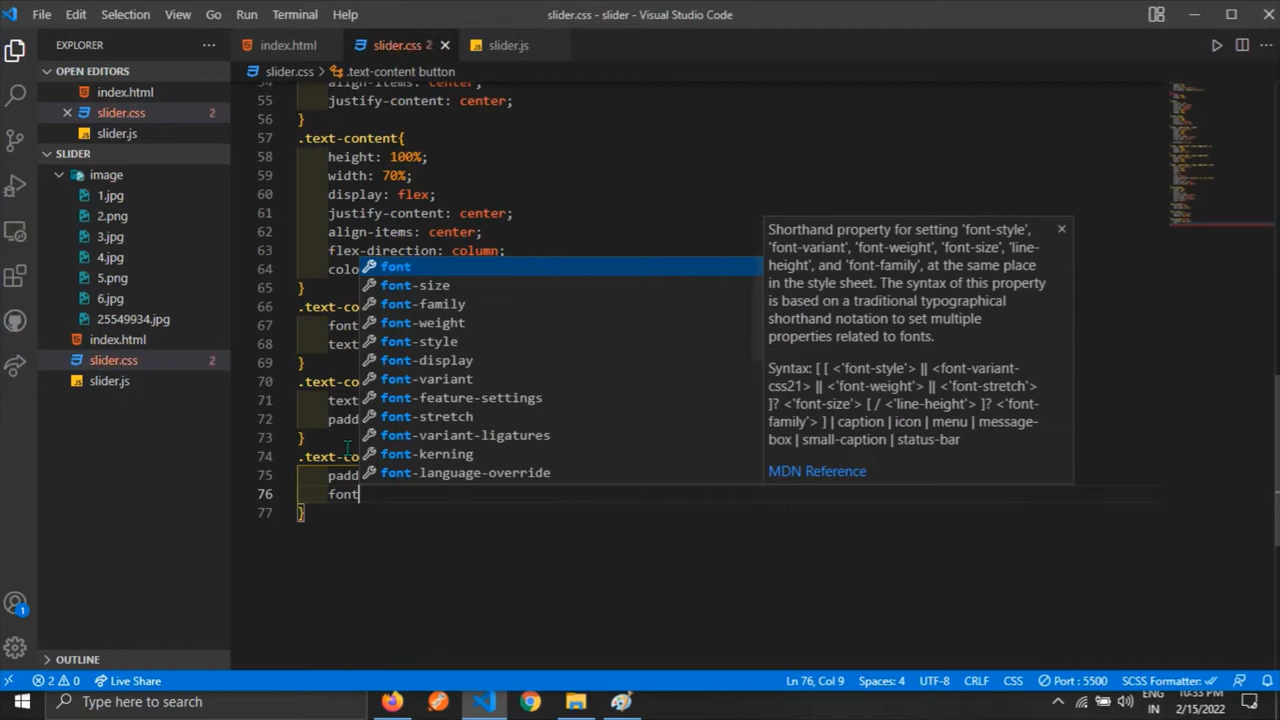 File Edit Selection View Go Run Terminal Help
slider.css - slider - Visual Studio Code
EXPLORER
OPEN EDITORS
index.html
slider.css 2
slider.js
SLIDER
image
1.jpg
2.png
3.jpg
4.jpg
5.png
6.jpg
25549934.jpg
index.html
slider.css 2
slider.js
OUTLINE
index.html slider.css 2 slider.js
slider.css > .text-content button
55 justify-content: center;
56 }
57 .text-content{
58 height: 100%;
59 width: 70%;
60 display: flex;
61 justify-content: center;
62 align-items: center;
63 flex-direction: column;
64 colo
65 }
66 .text-co
67 font
68 text
69 }
70 .text-co
71 text
72 padd
73 }
74 .text-co
75 padd
76 font
77 }
font
font-size
font-family
font-weight
font-style
font-display
font-variant
font-feature-settings
font-stretch
font-variant-ligatures
font-kerning
font-language-override
Shorthand property for setting 'font-style',
'font-variant', 'font-weight', 'font-size', 'line-
height', and 'font-family', at the same place
in the style sheet. The syntax of this property
is based on a traditional typographical
shorthand notation to set multiple
properties related to fonts.
Syntax: [ [ <'font-style'> || <font-variant-
css21> || <'font-weight'> || <'font-stretch'>
]? <'font-size'> [ / <'line-height'> ]? <'font-
family'> ] | caption | icon | menu | message-
box | small-caption | status-bar
MDN Reference
1
2 0 Live Share
Ln 76, Col 9 Spaces: 4 UTF-8 CRLF CSS Port : 5500 SCSS Formatter:
Type here to search
ENG
IN
10:33 PM
2/15/2022